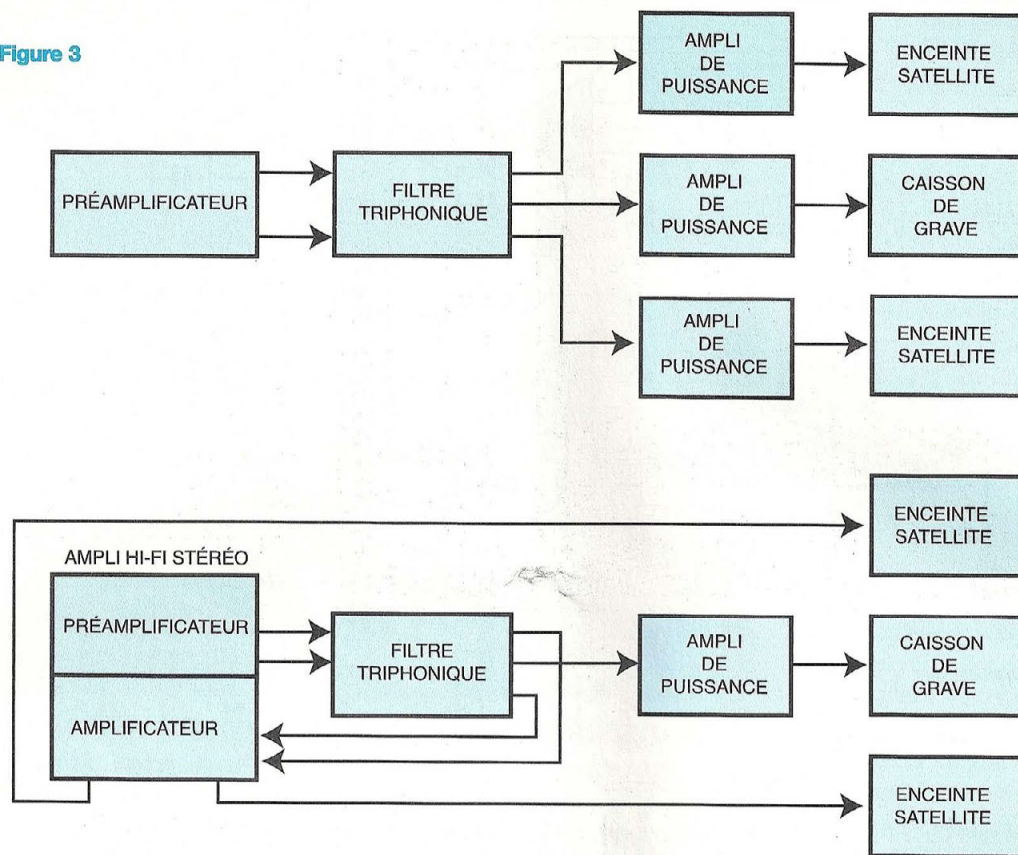 Figure 3
AMPLI
DE
PUISSANCE
ENCEINTE
SATELLITE
PRÉAMPLIFICATEUR
FILTRE
TRIPHONIQUE
AMPLI
DE
PUISSANCE
CAISSON
DE
GRAVE
AMPLI
DE
PUISSANCE
ENCEINTE
SATELLITE
ENCEINTE
SATELLITE
AMPLI HI-FI STÉRÉO
PRÉAMPLIFICATEUR
FILTRE
TRIPHONIQUE
AMPLI
DE
PUISSANCE
CAISSON
DE
GRAVE
AMPLIFICATEUR
ENCEINTE
SATELLITE